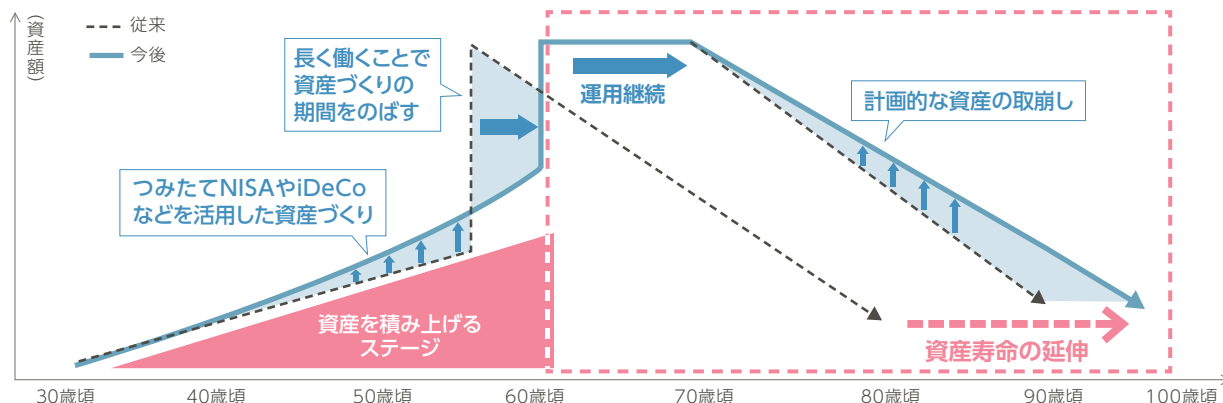 (資産額)
従来
今後
長く働くことで
資産づくりの
期間をのばす
運用継続
計画的な資産の取崩し
つみたてNISAやiDeCo
などを活用した資産づくり
資産を積み上げる
ステージ
資産寿命の延伸
30歳頃
40歳頃
50歳頃
60歳頃
70歳頃
80歳頃
90歳頃
100歳頃